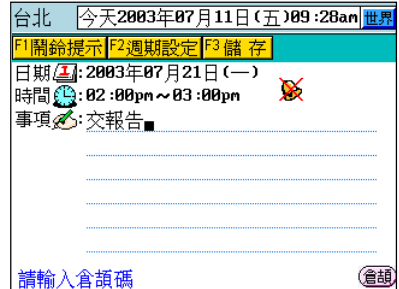 台北 今天2003年07月11日(五)09:28am 世界
F1鬧鈴提示 F2週期設定 F3儲 存
日期:2003年07月21日(一)
時間:02:00pm~03:00pm
事項:交報告
請輸入倉頡碼 倉頡